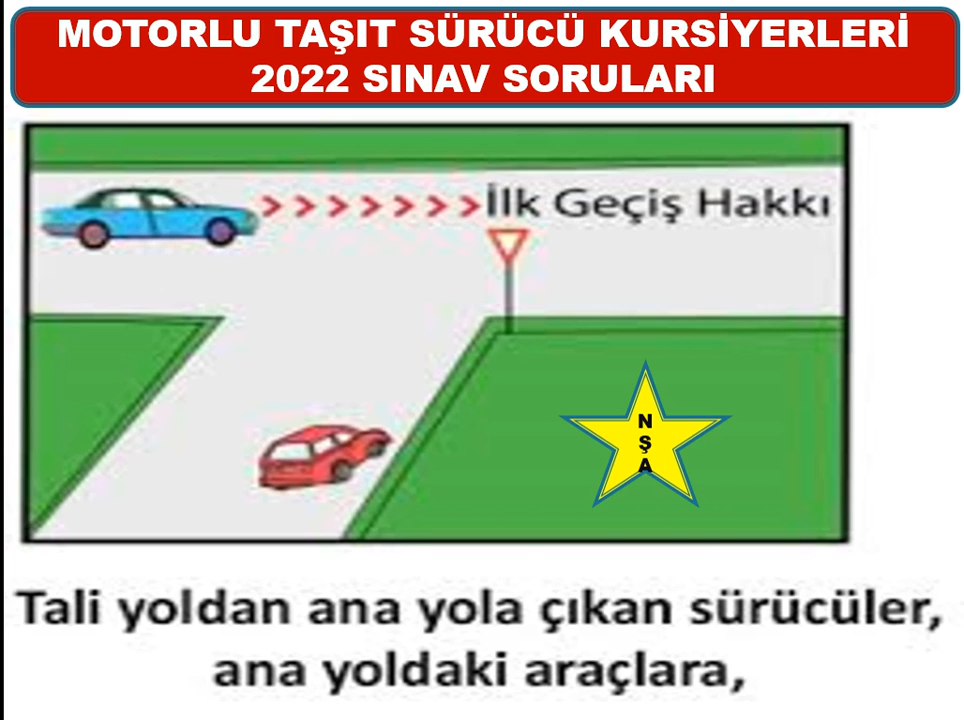 MOTORLU TAŞIT SÜRÜCÜ KURSİYERLERİ
2022 SINAV SORULARI
İlk Geçiş Hakkı
N
Ş
A
Tali yoldan ana yola çıkan sürücüler,
ana yoldaki araçlara,